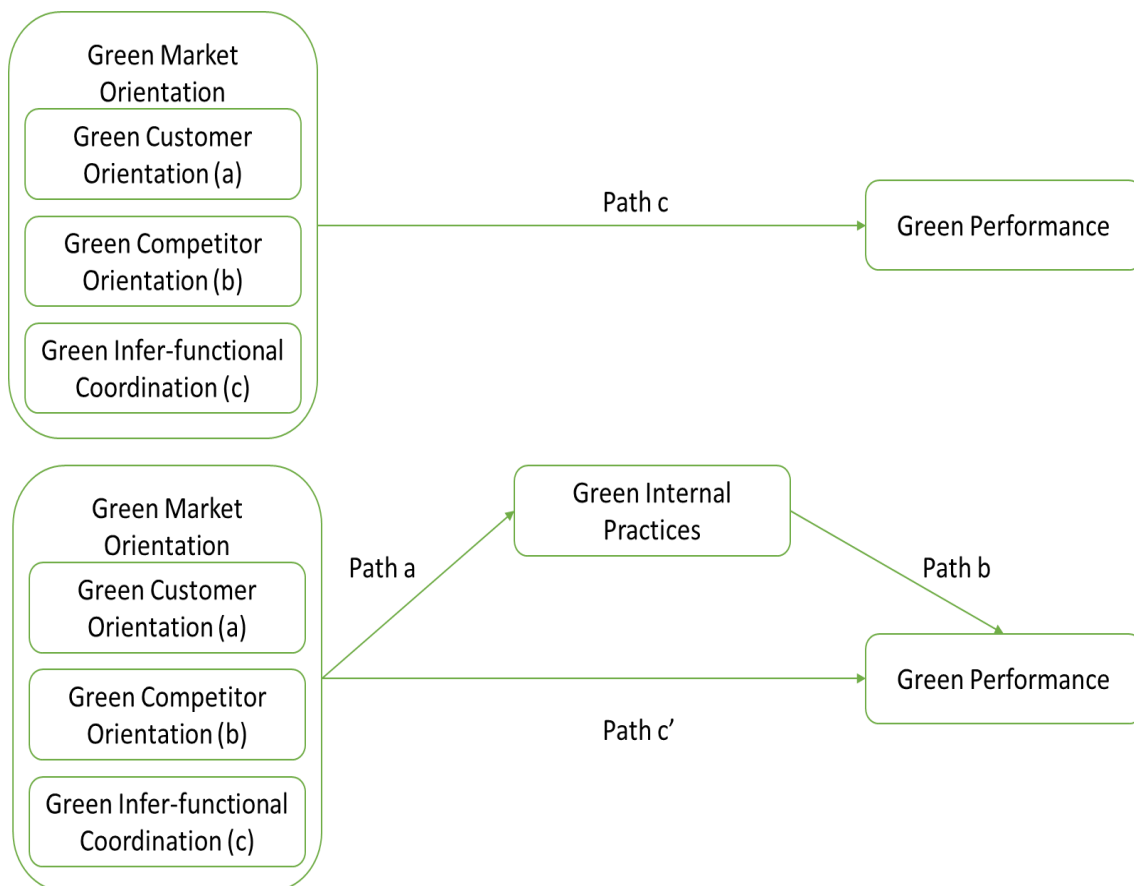 Green Market
Orientation
Green Customer
Orientation (a)
Green Competitor
Orientation (b)
Green Infer-functional
Coordination (c)
Path c
Green Performance
Green Market
Orientation
Green Customer
Orientation (a)
Green Competitor
Orientation (b)
Green Infer-functional
Coordination (c)
Path a
Green Internal
Practices
Path b
Path c’
Green Performance